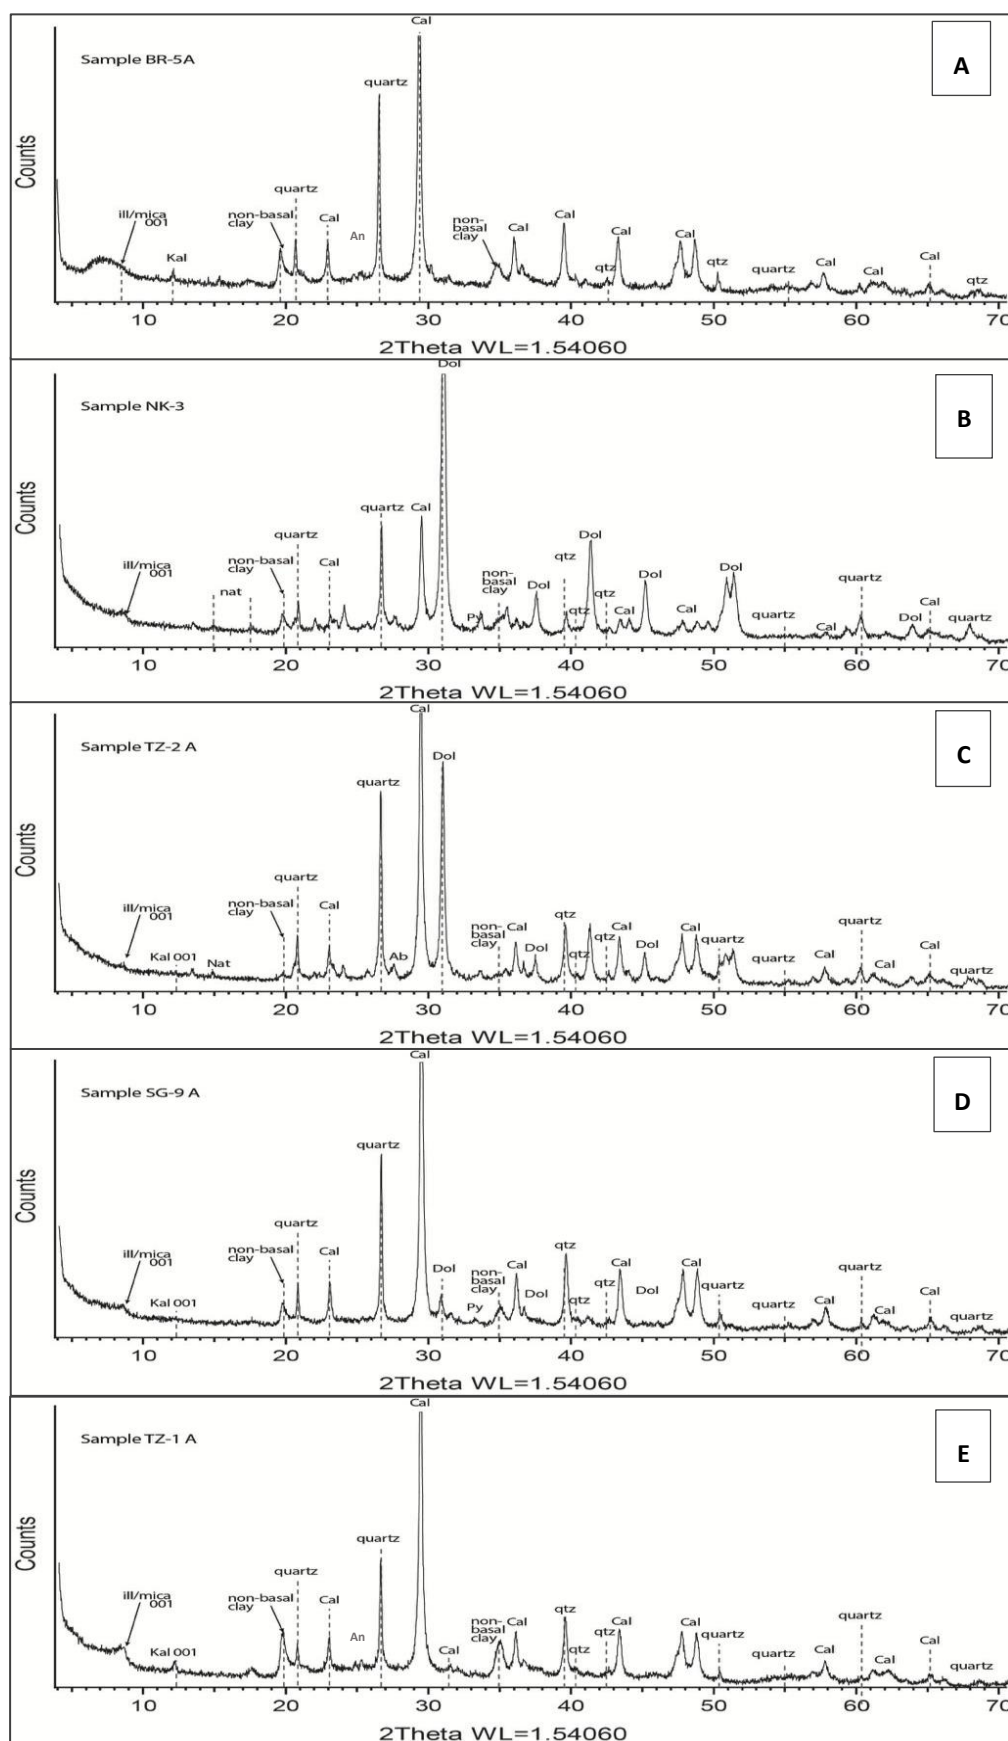 Cal
Sample BR-5A
A
quartz
Counts
quartz
ill/mica
001
non-basal
clay
Cal
An
non-
basal
clay
Cal
Cal
Cal
Cal
Kal
qtz
qtz
quartz
Cal
Cal
qtz
10 20 30 40 50 60 70
2Theta WL=1.54060
Dol
Sample NK-3
B
Counts
quartz
Cal
quartz
Dol
non-basal
clay
Cal
qtz
non-
basal
clay
Dol
qtz
Dol
Dol
ill/mica
001
nat
Py
qtz
Cal
Cal
quartz
quartz
Cal
Cal
Dol
quartz
10 20 30 40 50 60 70
2Theta WL=1.54060
Cal
Sample TZ-2 A
C
Dol
quartz
Counts
quartz
non-basal
clay
Cal
ill/mica
001
Kal 001
Nat
Ab
non-
basal
clay
Cal
Dol
qtz
qtz
qtz
Cal
Dol
Cal
quartz
quartz
quartz
Cal
Cal
Cal
quartz
10 20 30 40 50 60 70
2Theta WL=1.54060
Cal
Sample SG-9 A
D
quartz
Counts
quartz
non-basal
clay
Cal
ill/mica
001
Kal 001
Dol
Py
non-
basal
clay
Cal
Dol
qtz
qtz
qtz
Cal
Dol
Cal
quartz
quartz
quartz
Cal
Cal
Cal
quartz
10 20 30 40 50 60 70
2Theta WL=1.54060
Cal
Sample TZ-1 A
E
Counts
quartz
quartz
ill/mica
001
non-basal
clay
Cal
An
Kal 001
Cal
non-
basal
clay
Cal
qtz
qtz
qtz
Cal
Cal
quartz
quartz
quartz
Cal
Cal
Cal
quartz
10 20 30 40 50 60 70
2Theta WL=1.54060